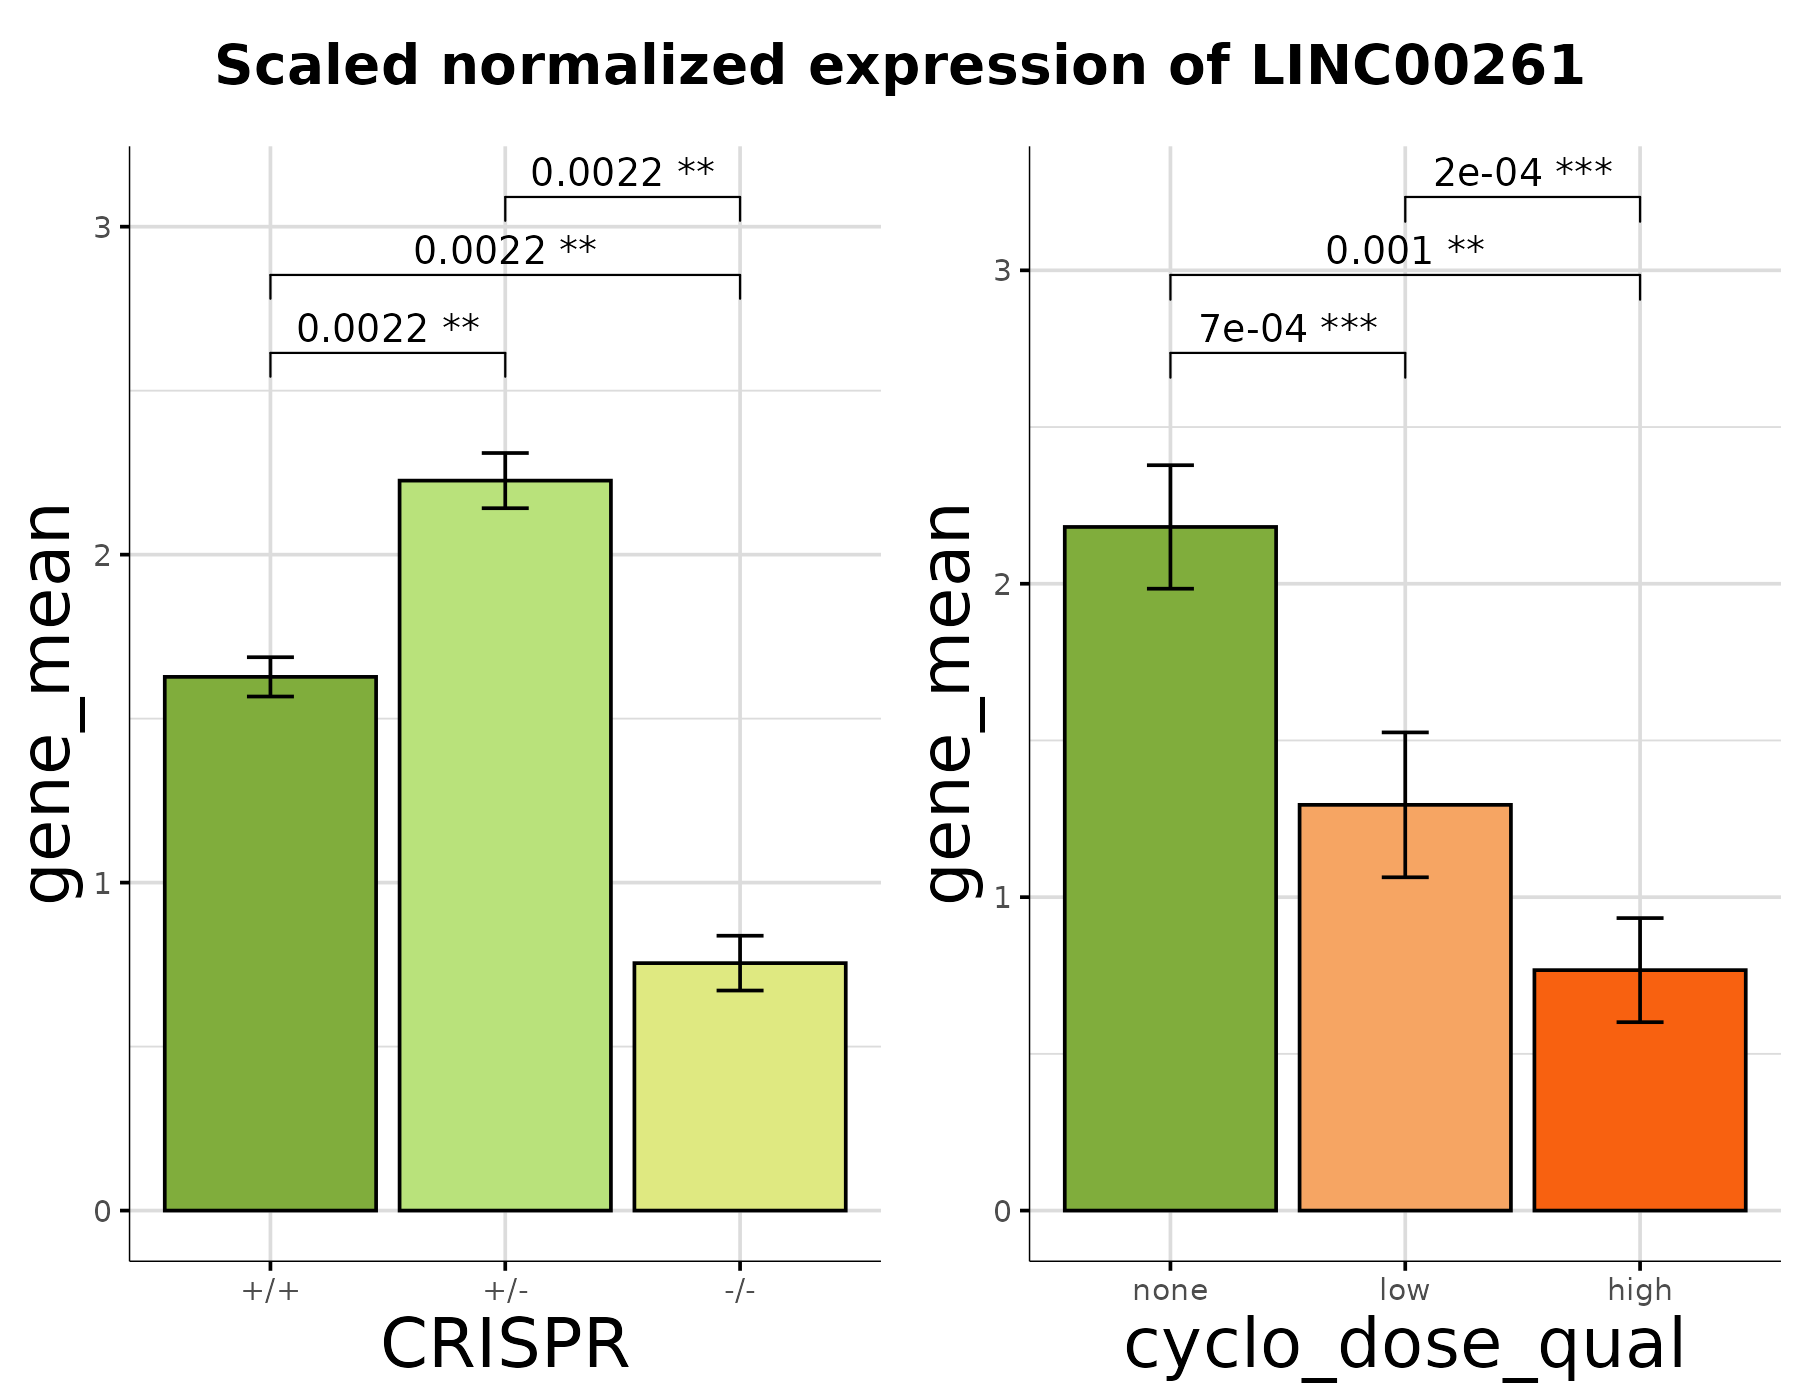 Scaled normalized expression of LINC00261
gene_mean
3
2
1
0
0.0022 **
0.0022 **
0.0022 **
+/+ +/- -/-
CRISPR
gene_mean
3
2
1
0
2e-04 ***
0.001 **
7e-04 ***
none low high
cyclo_dose_qual